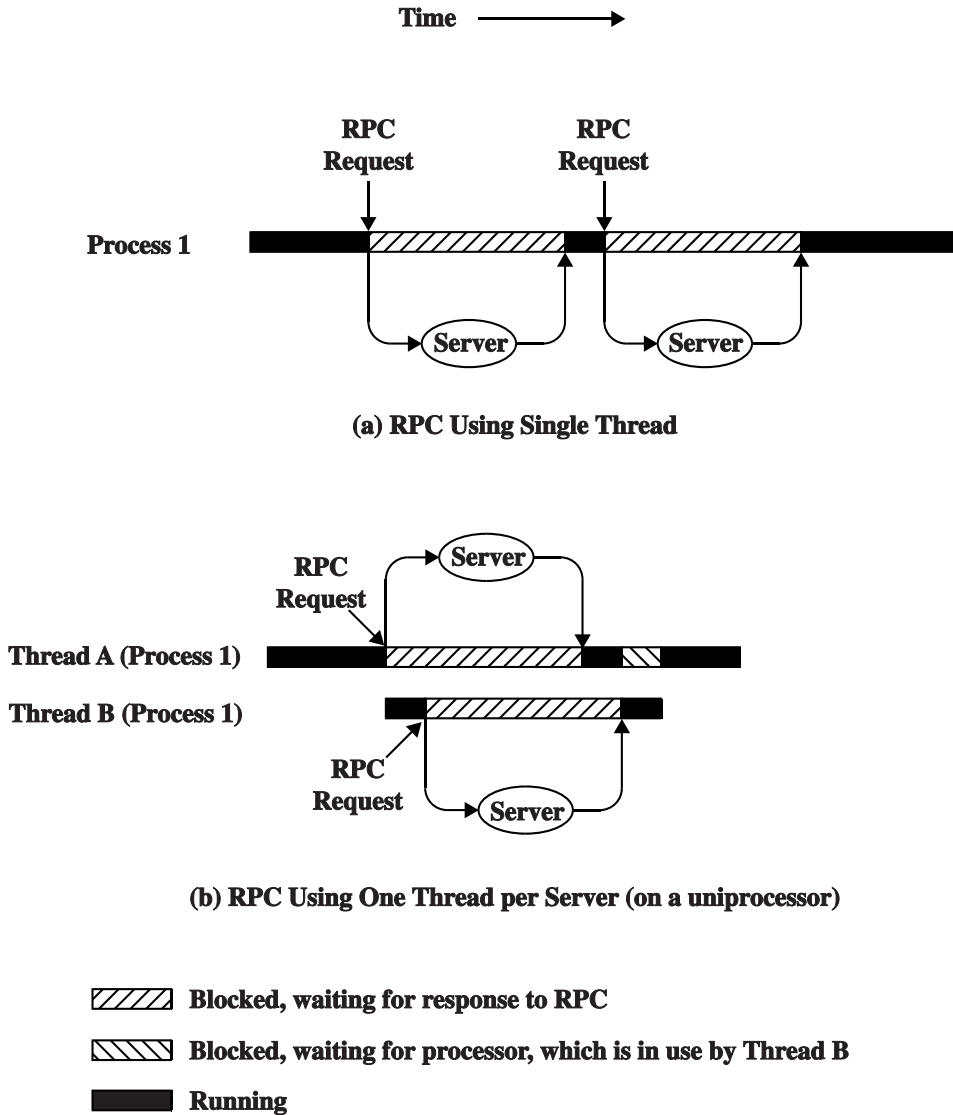 Time
RPC
Request
RPC
Request
Process 1
Server
Server
(a) RPC Using Single Thread
Server
RPC
Request
Thread A (Process 1)
Thread B (Process 1)
RPC
Request
Server
(b) RPC Using One Thread per Server (on a uniprocessor)
Blocked, waiting for response to RPC
Blocked, waiting for processor, which is in use by Thread B
Running